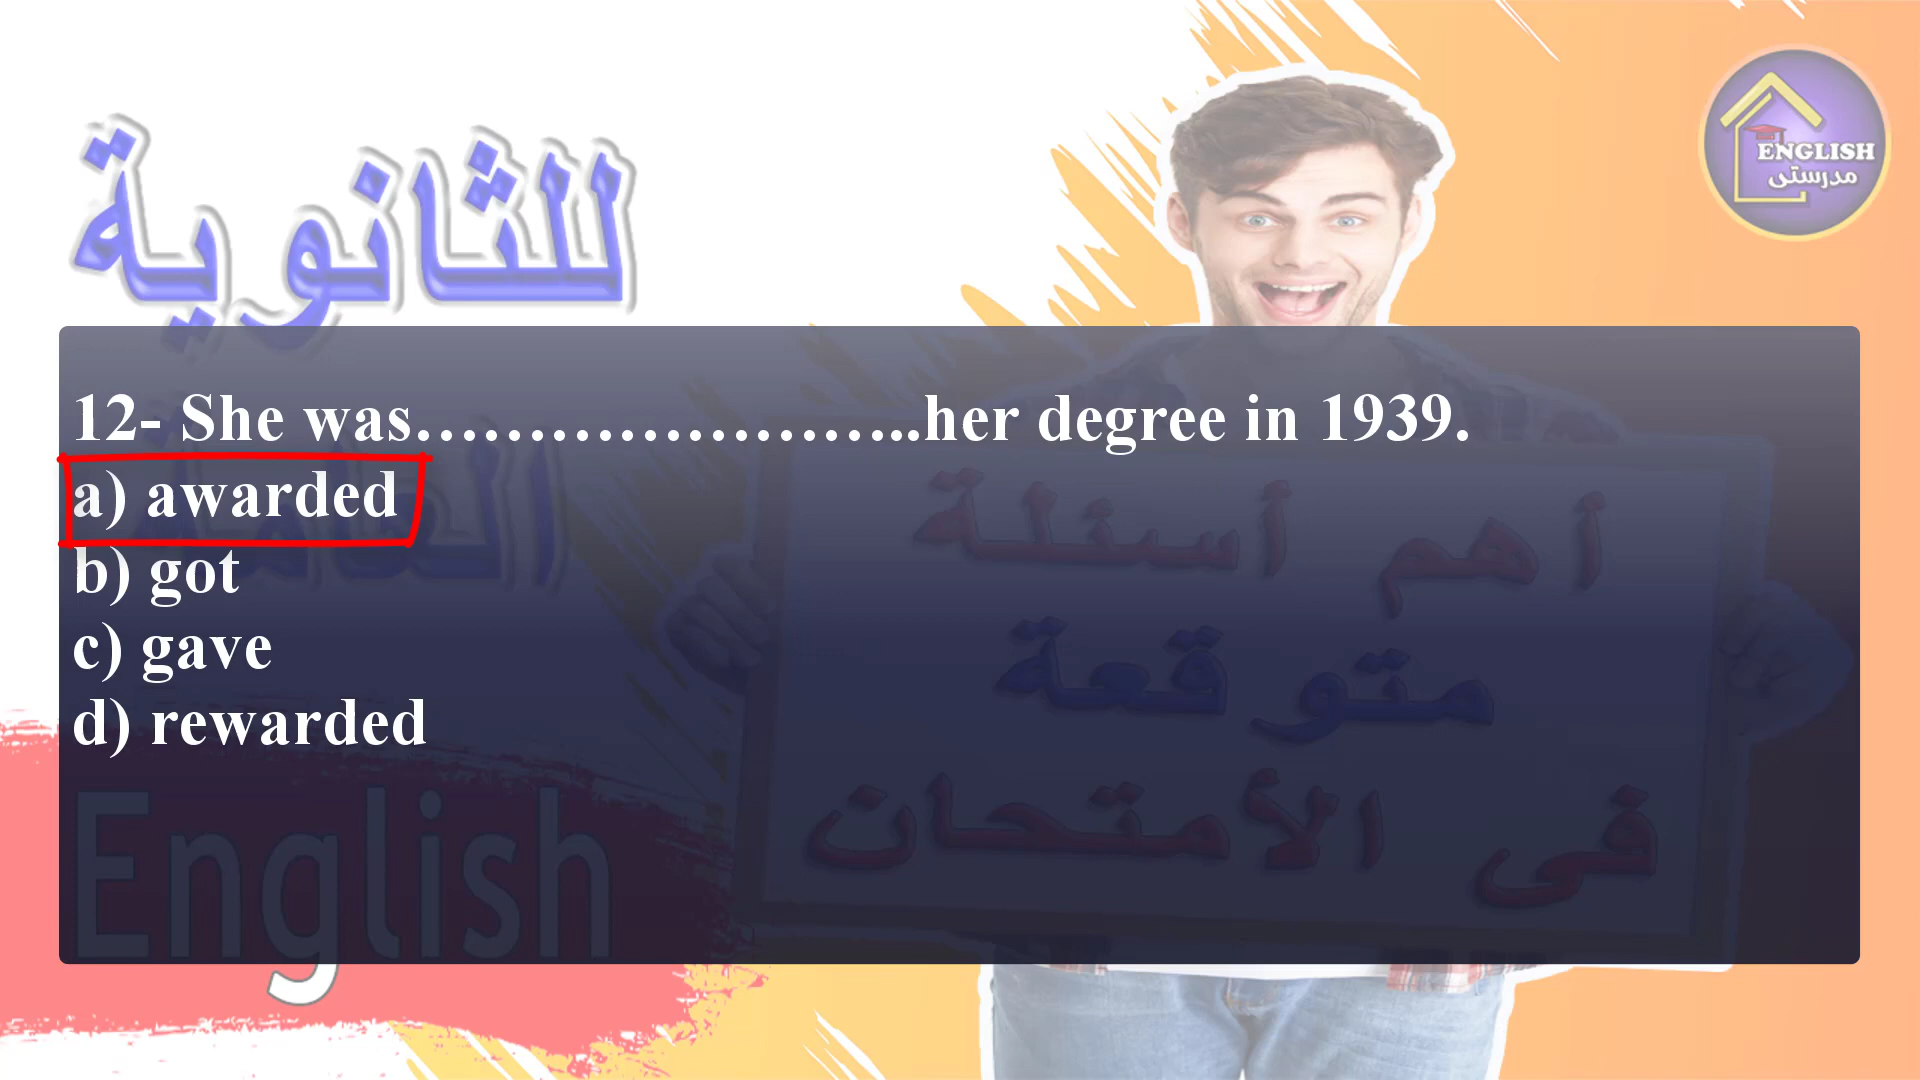 ENGLISH
مدرستى
للثانوية
العامة
12- She was……………………..her degree in 1939.
a) awarded
b) got
c) gave
d) rewarded
أهم أسئلة
متوقعة
فى الأمتحان
English